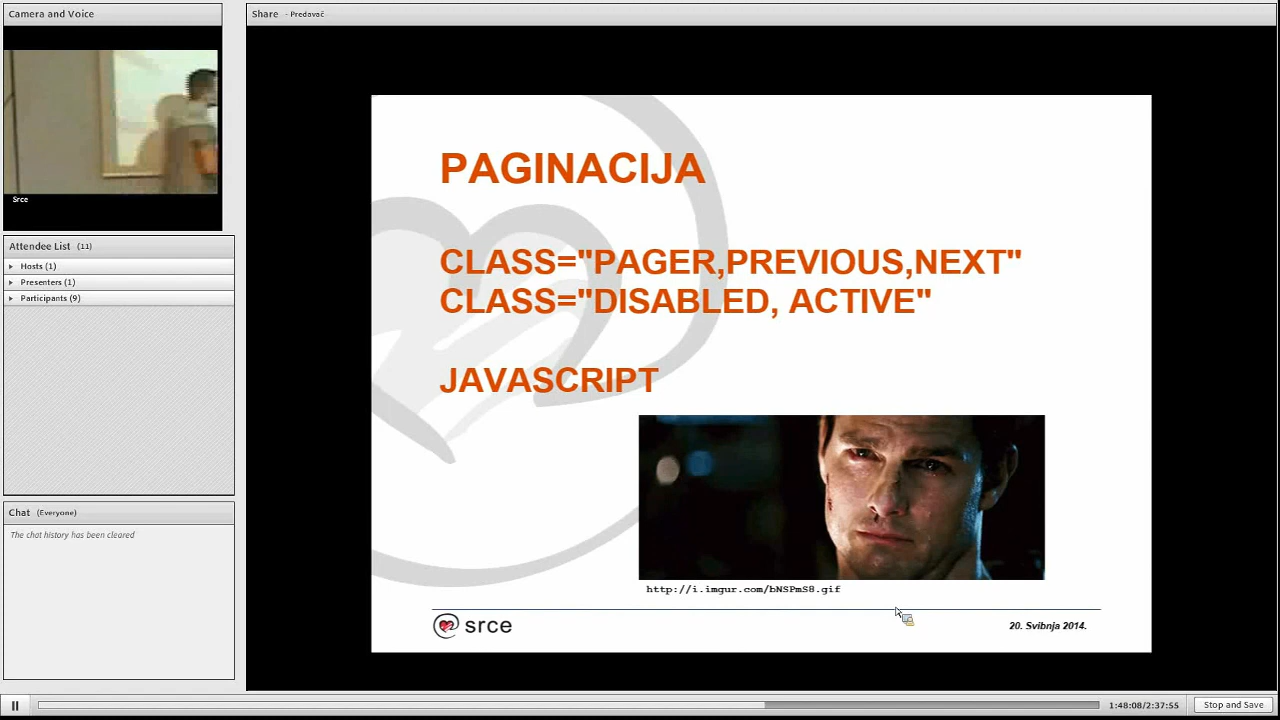 Camera and Voice
Srce
Attendee List (11)
Hosts (1)
Presenters (1)
Participants (9)
Chat (Everyone)
The chat history has been cleared
Share - Predavač
PAGINACIJA
CLASS="PAGER,PREVIOUS,NEXT"
CLASS="DISABLED, ACTIVE"
JAVASCRIPT
http://i.imgur.com/bNSPmS8.gif
srce
20. Svibnja 2014.
1:48:08/2:37:55
Stop and Save